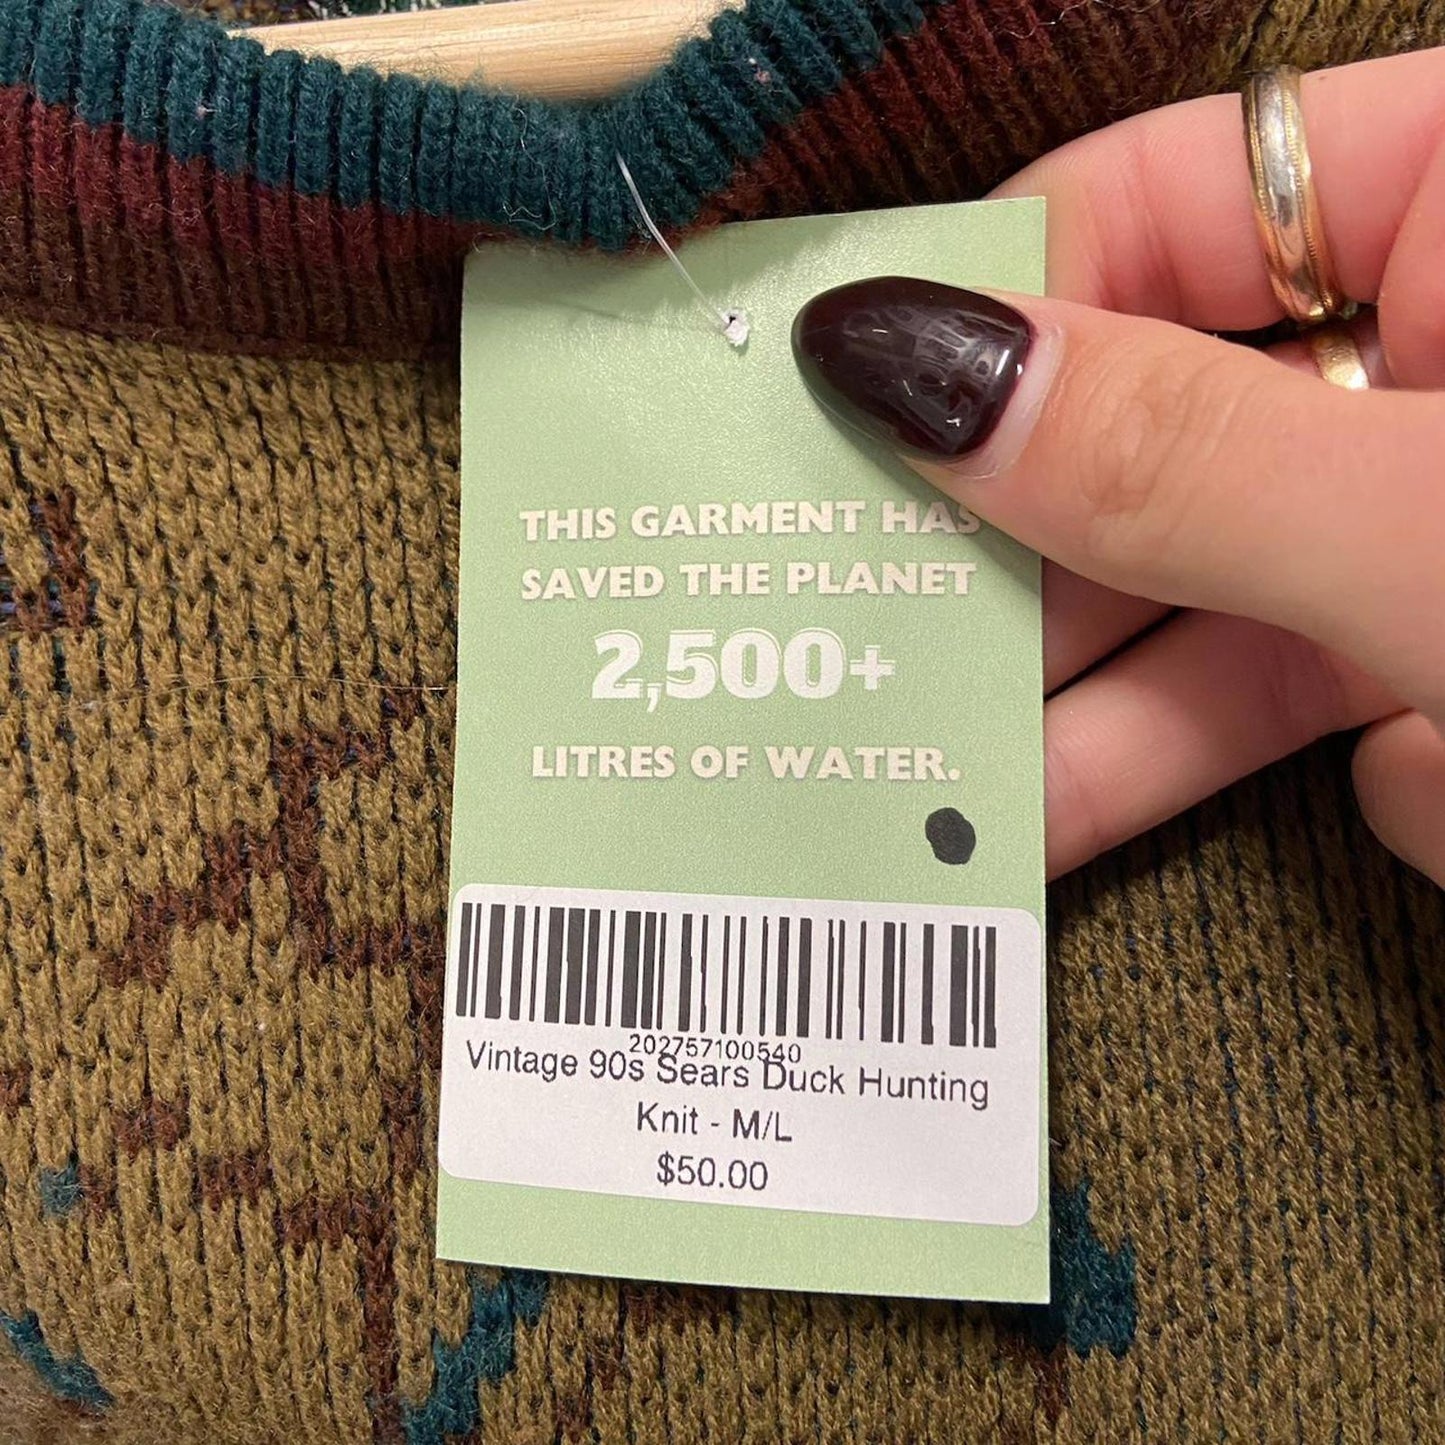 THIS GARMENT HAS
SAVED THE PLANET
2,500+
LITRES OF WATER.
202757100540
Vintage 90s Sears Duck Hunting
Knit - M/L
$50.00